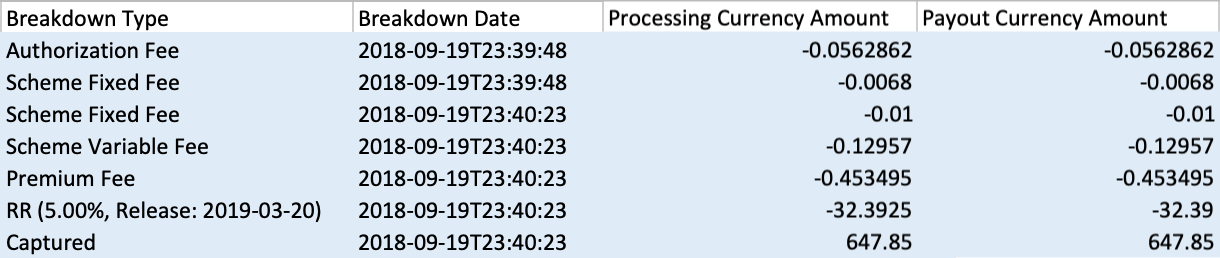 Breakdown Type Breakdown Date Processing Currency Amount Payout Currency Amount
Authorization Fee 2018-09-19T23:39:48 -0.0562862 -0.0562862
Scheme Fixed Fee 2018-09-19T23:39:48 -0.0068 -0.0068
Scheme Fixed Fee 2018-09-19T23:40:23 -0.01 -0.01
Scheme Variable Fee 2018-09-19T23:40:23 -0.12957 -0.12957
Premium Fee 2018-09-19T23:40:23 -0.453495 -0.453495
RR (5.00%, Release: 2019-03-20) 2018-09-19T23:40:23 -32.3925 -32.39
Captured 2018-09-19T23:40:23 647.85 647.85